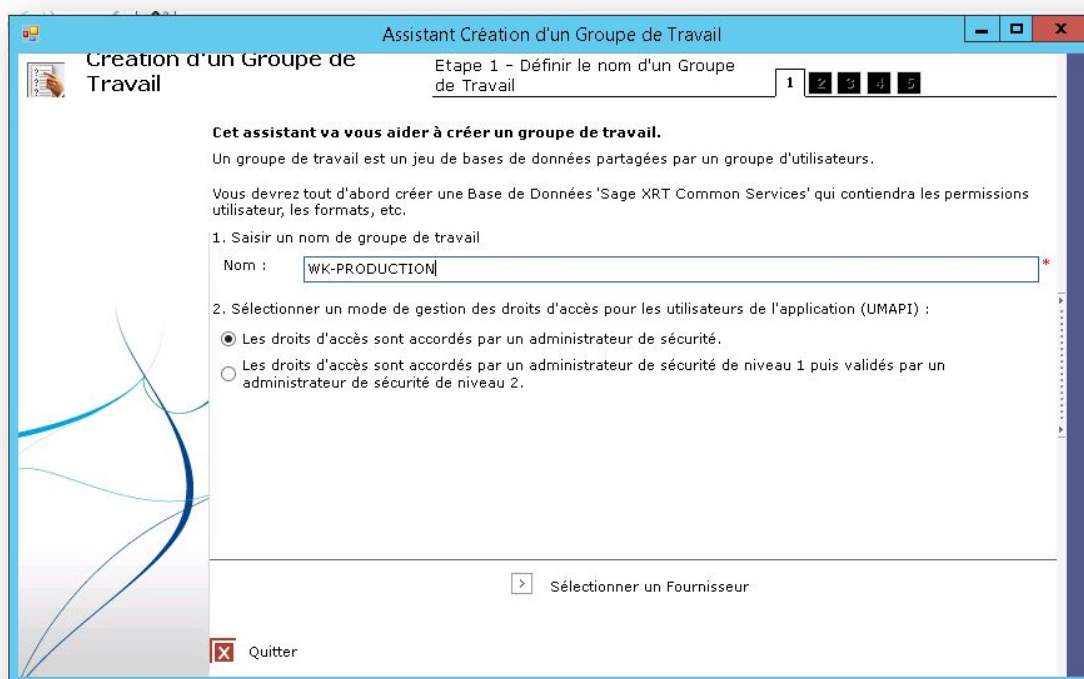 Assistant Création d'un Groupe de Travail
Création d'un Groupe de
Travail
Etape 1 - Définir le nom d'un Groupe
de Travail
1 2 3 4 5
Cet assistant va vous aider à créer un groupe de travail.
Un groupe de travail est un jeu de bases de données partagées par un groupe d'utilisateurs.
Vous devrez tout d'abord créer une Base de Données 'Sage XRT Common Services' qui contiendra les permissions
utilisateur, les formats, etc.
1. Saisir un nom de groupe de travail
Nom : WK-PRODUCTION *
2. Sélectionner un mode de gestion des droits d'accès pour les utilisateurs de l'application (UMAPI) :
Les droits d'accès sont accordés par un administrateur de sécurité.
Les droits d'accès sont accordés par un administrateur de sécurité de niveau 1 puis validés par un
administrateur de sécurité de niveau 2.
> Sélectionner un Fournisseur
X Quitter